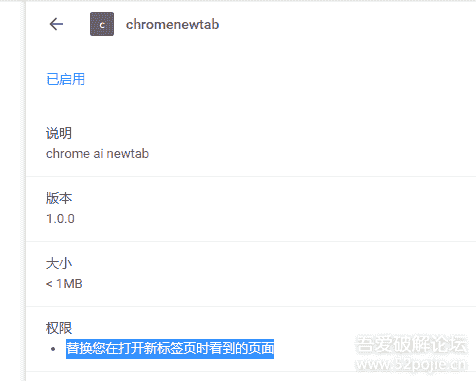 c chromenewtab
已启用
说明
chrome ai newtab
版本
1.0.0
大小
< 1MB
权限
• 替换您在打开新标签页时看到的页面
吾爱破解论坛
www.52pojie.cn